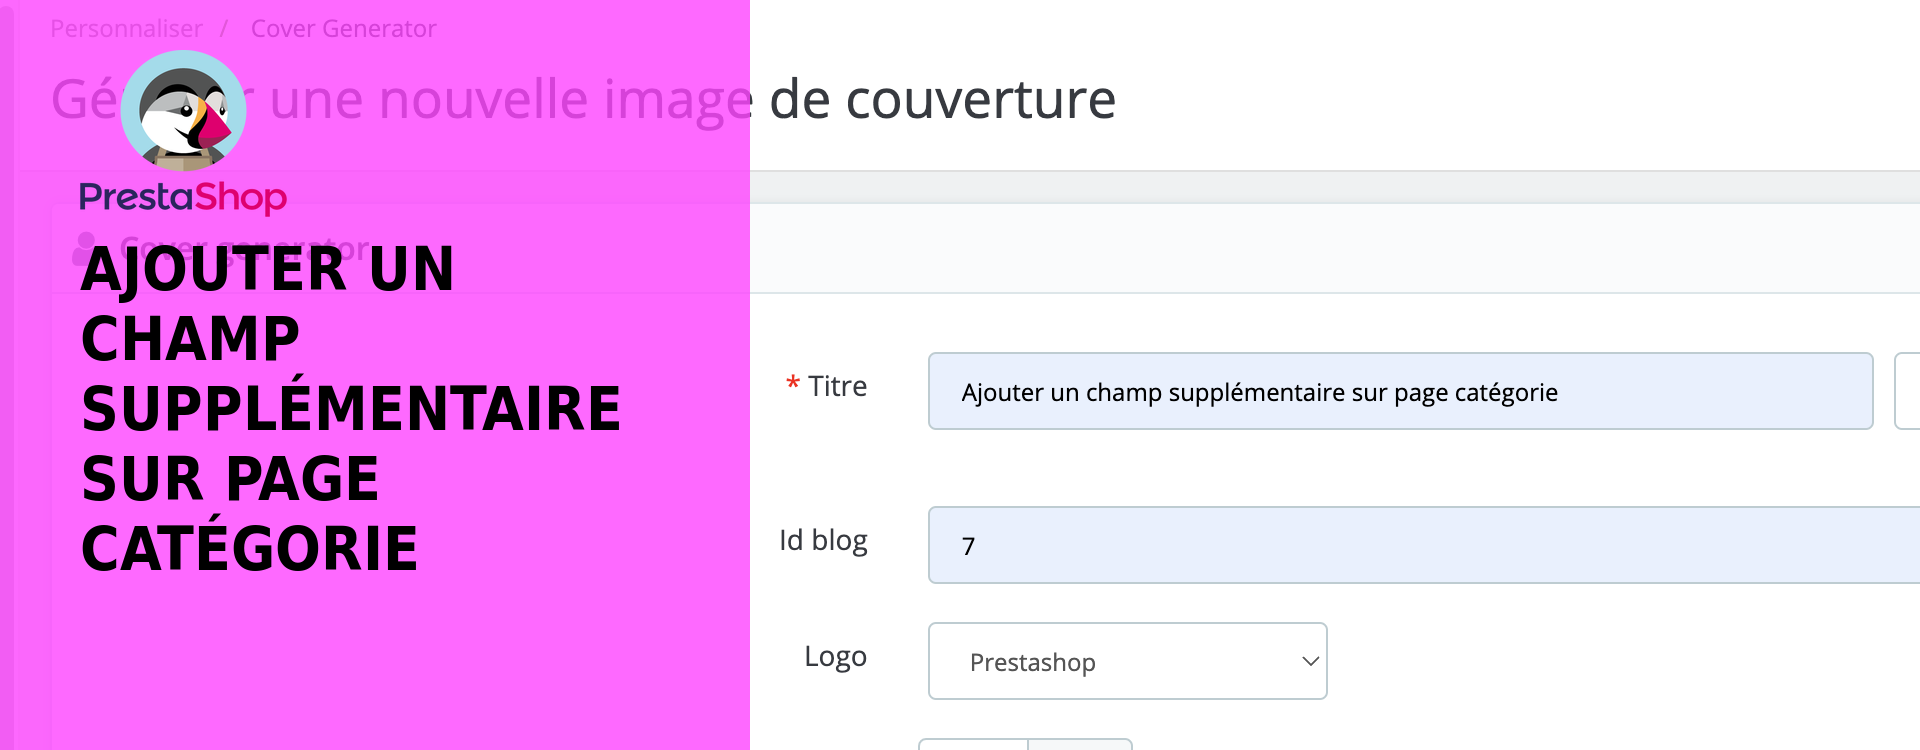 Personnaliser / Cover Generator
Gé r une nouvelle image de couverture
PrestaShop
Cover generator
AJOUTER UN
CHAMP
SUPPLÉMENTAIRE
SUR PAGE
CATÉGORIE
* Titre
Ajouter un champ supplémentaire sur page catégorie
Id blog
7
Logo
Prestashop